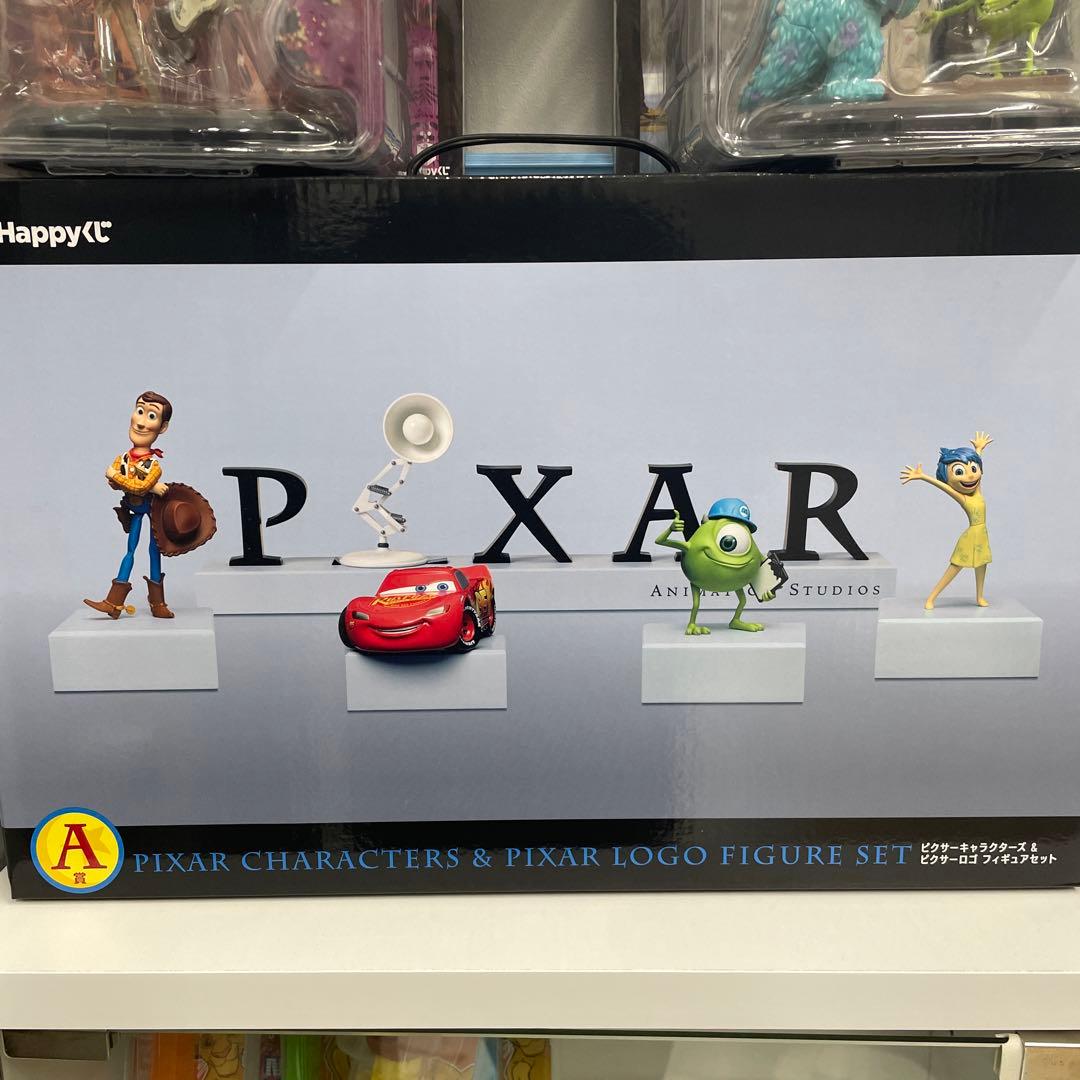 Happyくじ
PIXAR
ANIMATION STUDIOS
A
賞
PIXAR CHARACTERS & PIXAR LOGO FIGURE SET
ピクサーキャラクターズ &
ピクサーロゴ フィギュアセット